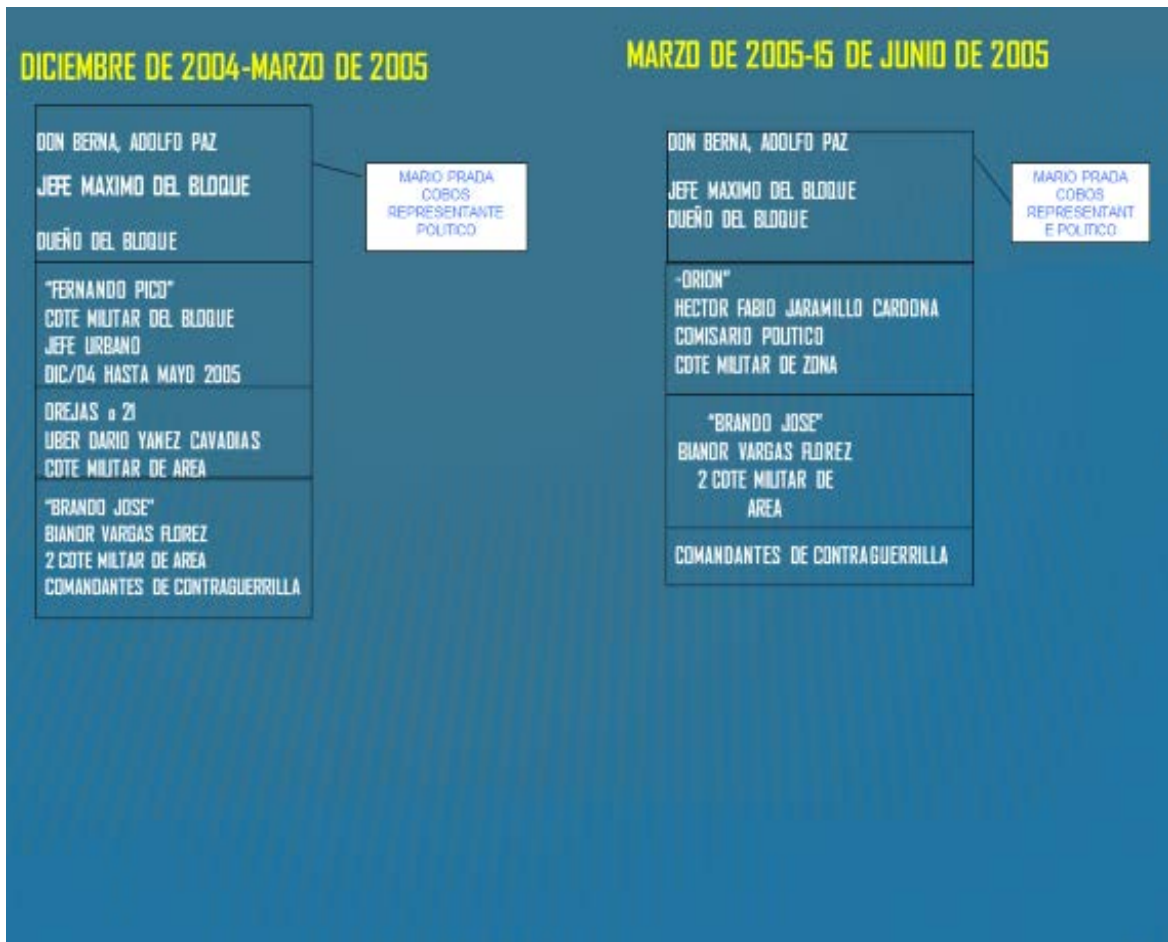 DICIEMBRE DE 2004-MARZO DE 2005
DON BERNA, ADOLFO PAZ
JEFE MAXIMO DEL BLOQUE
DUEÑO DEL BLOQUE
MARIO PRADA
COBOS
REPRESENTANTE
POLITICO
"FERNANDO PICO"
CDTE MILITAR DEL BLOQUE
JEFE URBANO
DIC/04 HASTA MAYO 2005
OREJAS o 21
UBER DARIO YANEZ CAVADIAS
CDTE MILITAR DE AREA
"BRANDO JOSE"
BIANOR VARGAS FLOREZ
2 CDTE MILTAR DE AREA
COMANDANTES DE CONTRAGUERRILLA
MARZO DE 2005-15 DE JUNIO DE 2005
DON BERNA, ADOLFO PAZ
JEFE MAXIMO DEL BLOQUE
DUEÑO DEL BLOQUE
MARIO PRADA
COBOS
REPRESENTANT
E POLITICO
-ORION"
HECTOR FABIO JARAMILLO CARDONA
COMISARIO POLITICO
CDTE MILITAR DE ZONA
"BRANDO JOSE"
BIANOR VARGAS FLOREZ
2 CDTE MILITAR DE
AREA
COMANDANTES DE CONTRAGUERRILLA